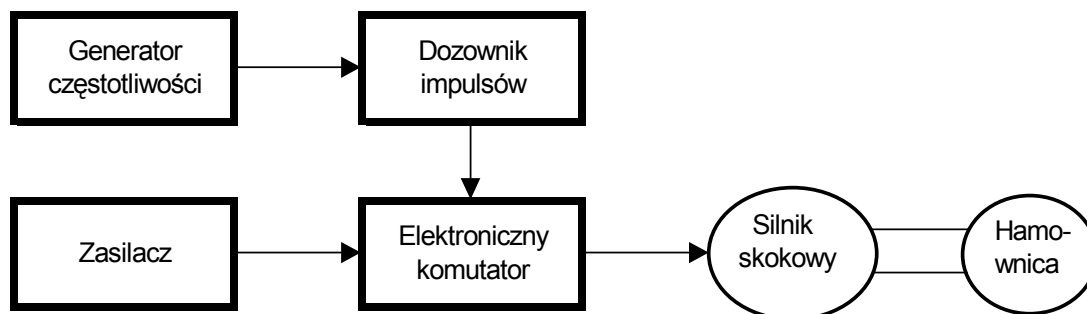 Generator
częstotliwości
Dozownik
impulsów
Zasilacz
Elektroniczny
komutator
Silnik
skokowy
Hamo-
wnica